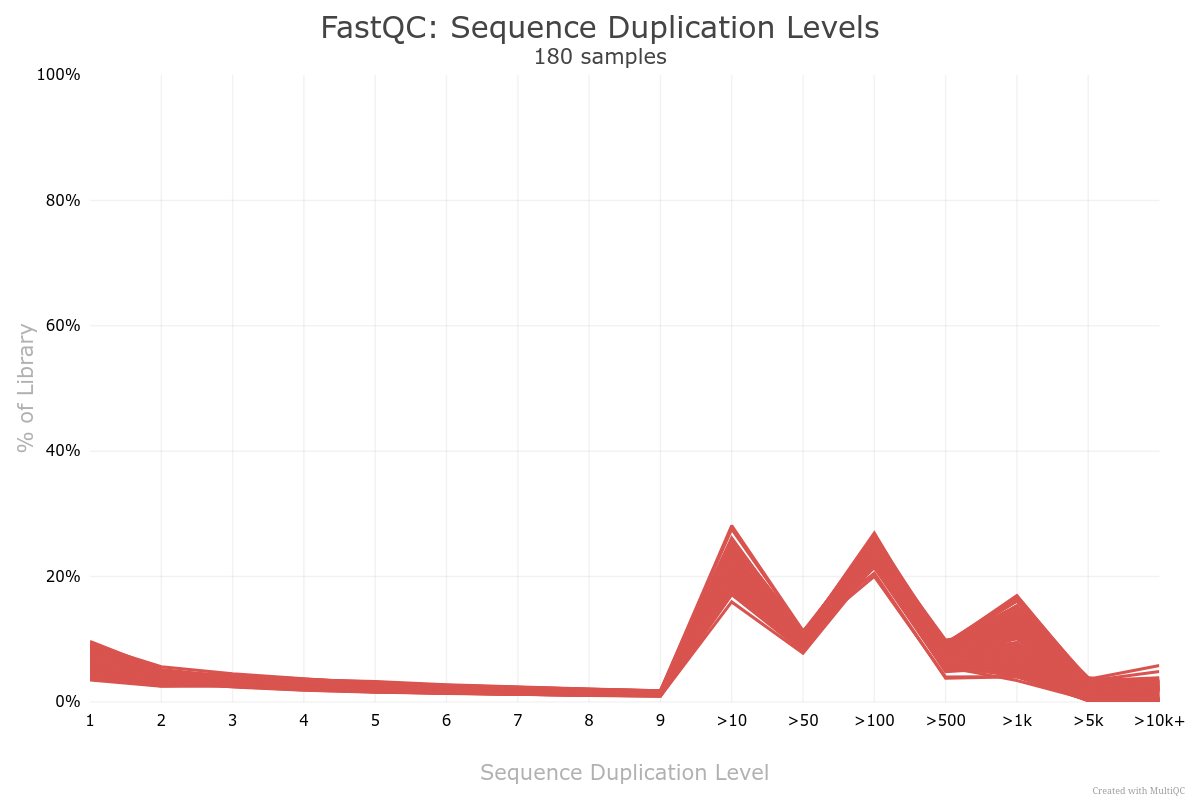 FastQC: Sequence Duplication Levels
180 samples
100%
80%
60%
40%
20%
0%
% of Library
1 2 3 4 5 6 7 8 9 >10 >50 >100 >500 >1k >5k >10k+
Sequence Duplication Level
Created with MultiQC